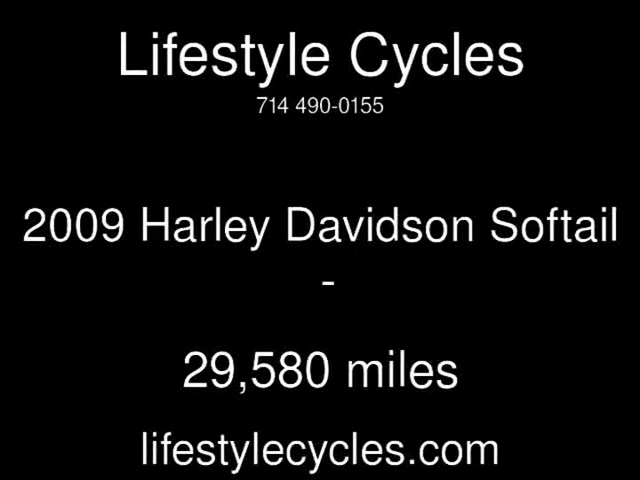 Lifestyle Cycles
714 490-0155
2009 Harley Davidson Softail
-
29,580 miles
lifestylecycles.com